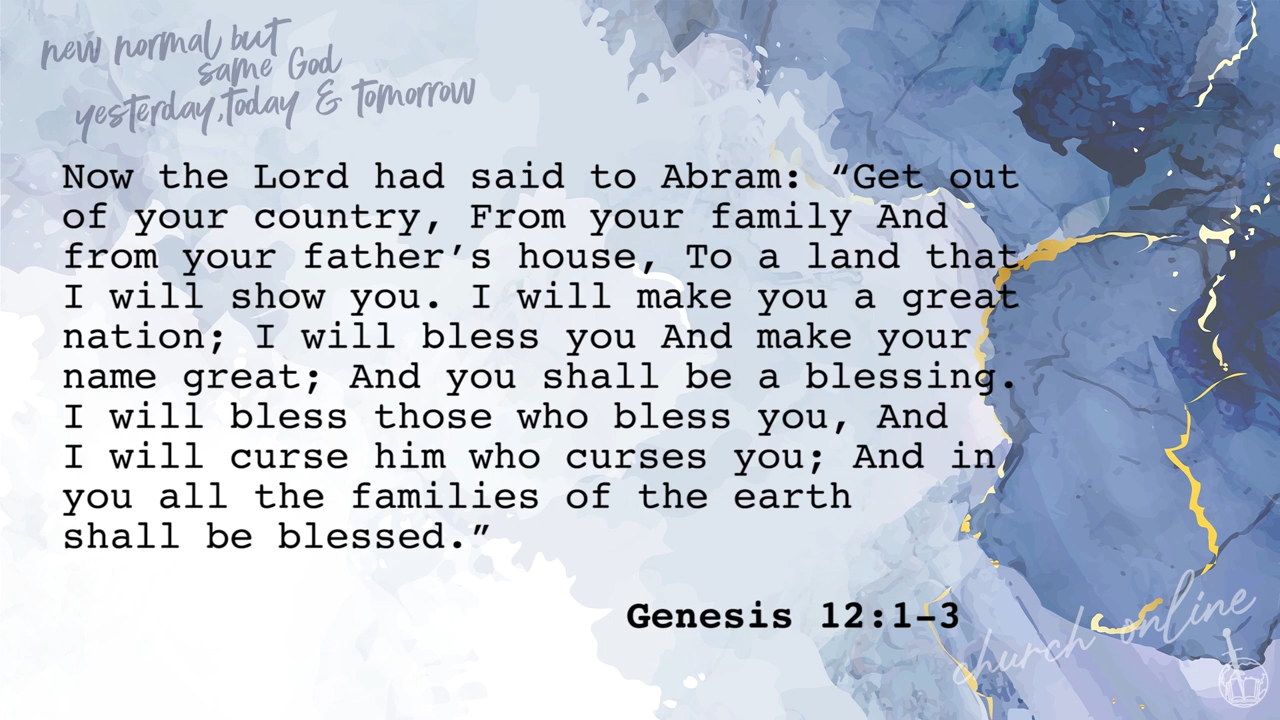 new normal but
same God
yesterday, today & tomorrow
Now the Lord had said to Abram: “Get out
of your country, From your family And
from your father’s house, To a land that
I will show you. I will make you a great
nation; I will bless you And make your
name great; And you shall be a blessing.
I will bless those who bless you, And
I will curse him who curses you; And in
you all the families of the earth
shall be blessed.”
Genesis 12:1–3
church online